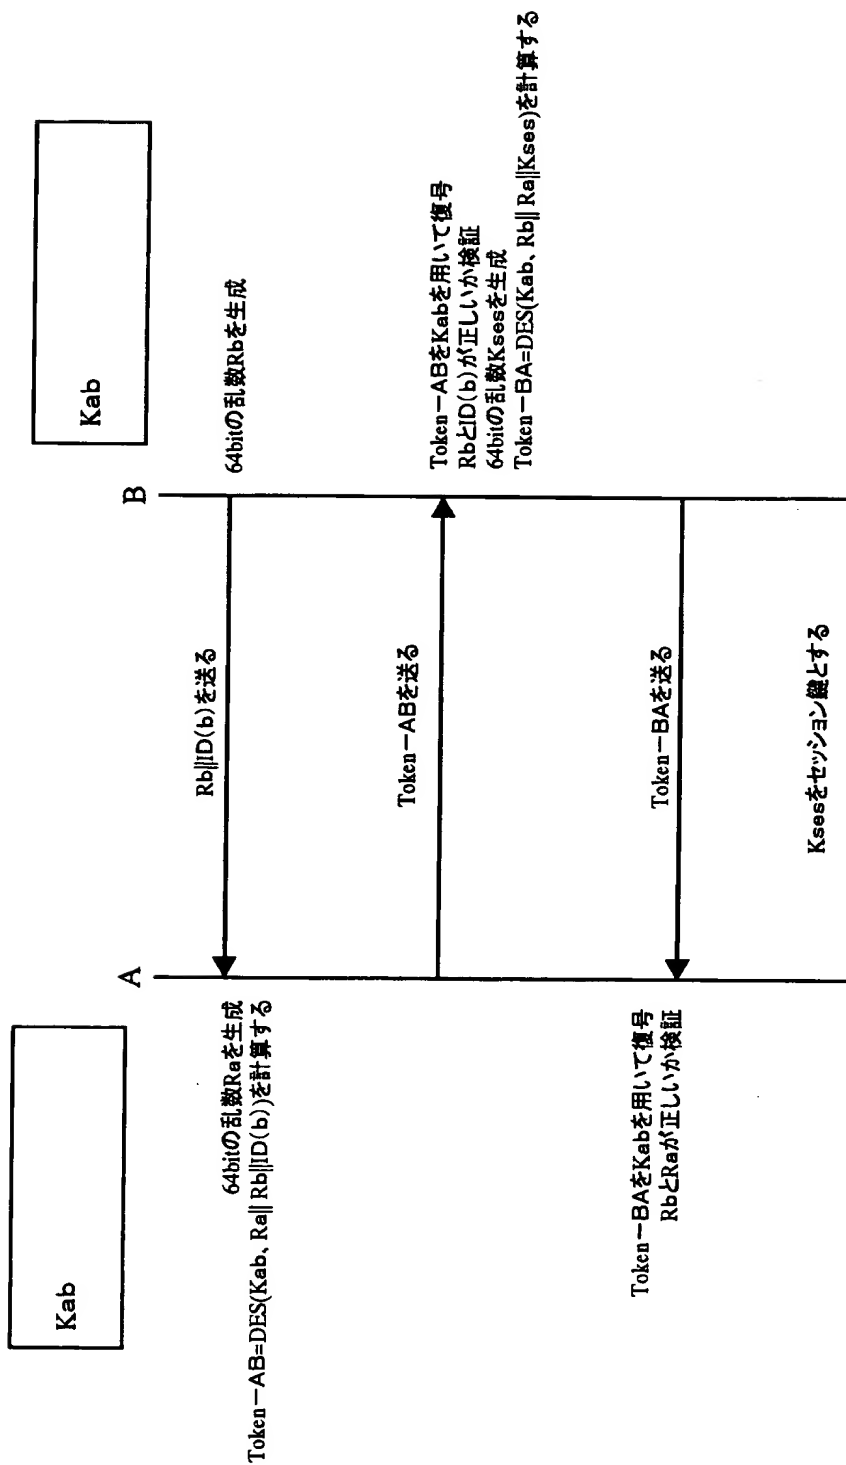 Kab
Kab
A
B
64bitの乱数Rbを生成
Rb||ID(b)を送る
64bitの乱数Raを生成
Token－AB=DES(Kab、Ra|| Rb||ID(b))を計算する
Token－ABを送る
Token－ABをKabを用いて復号
RbとID(b)が正しいか検証
64bitの乱数Ksesを生成
Token－BA=DES(Kab、Rb|| Ra||Kses)を計算する
Token－BAを送る
Token－BAをKabを用いて復号
RbとRaが正しいか検証
Ksesをセッション鍵とする